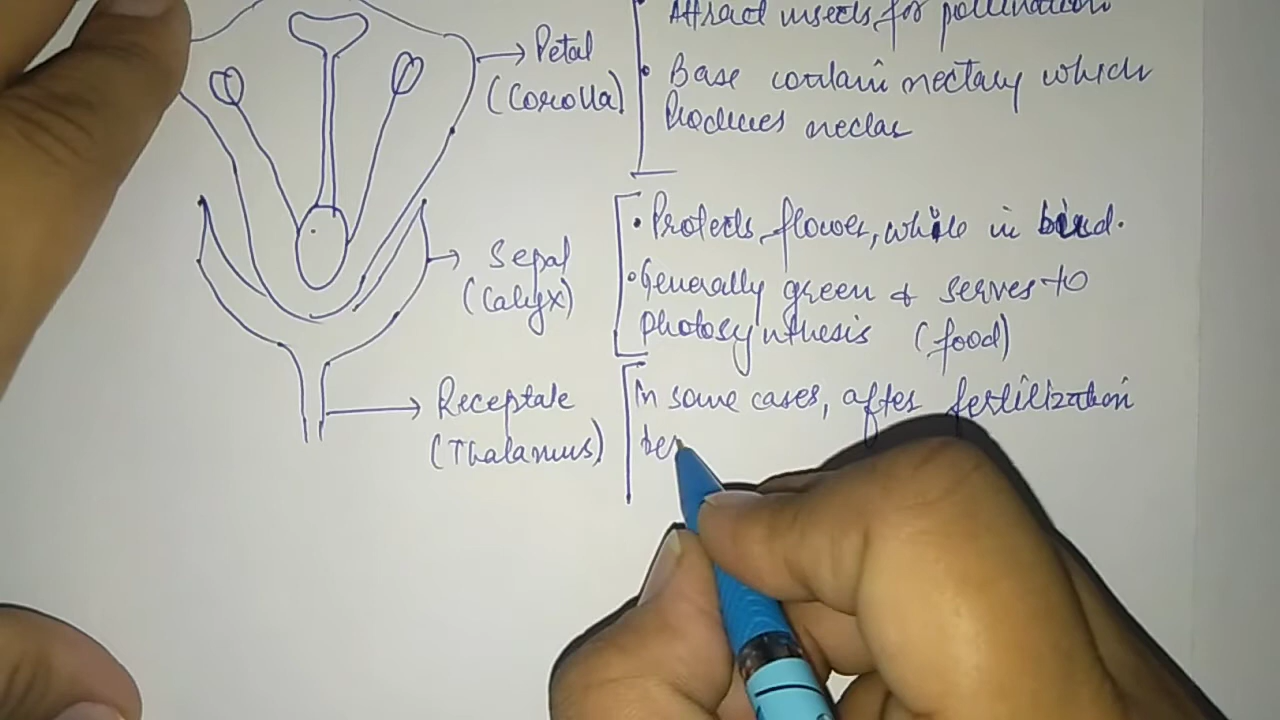 Attract insects, for pollination
Petal
(Corolla)
• Base contain nectary which
Produces nectar
Sepal
(Calyx)
• Protects, flower, while in bud.
• Generally green & serves to
photosynthesis (food)
Receptale
(Thalamus)
In some cases, after fertilization